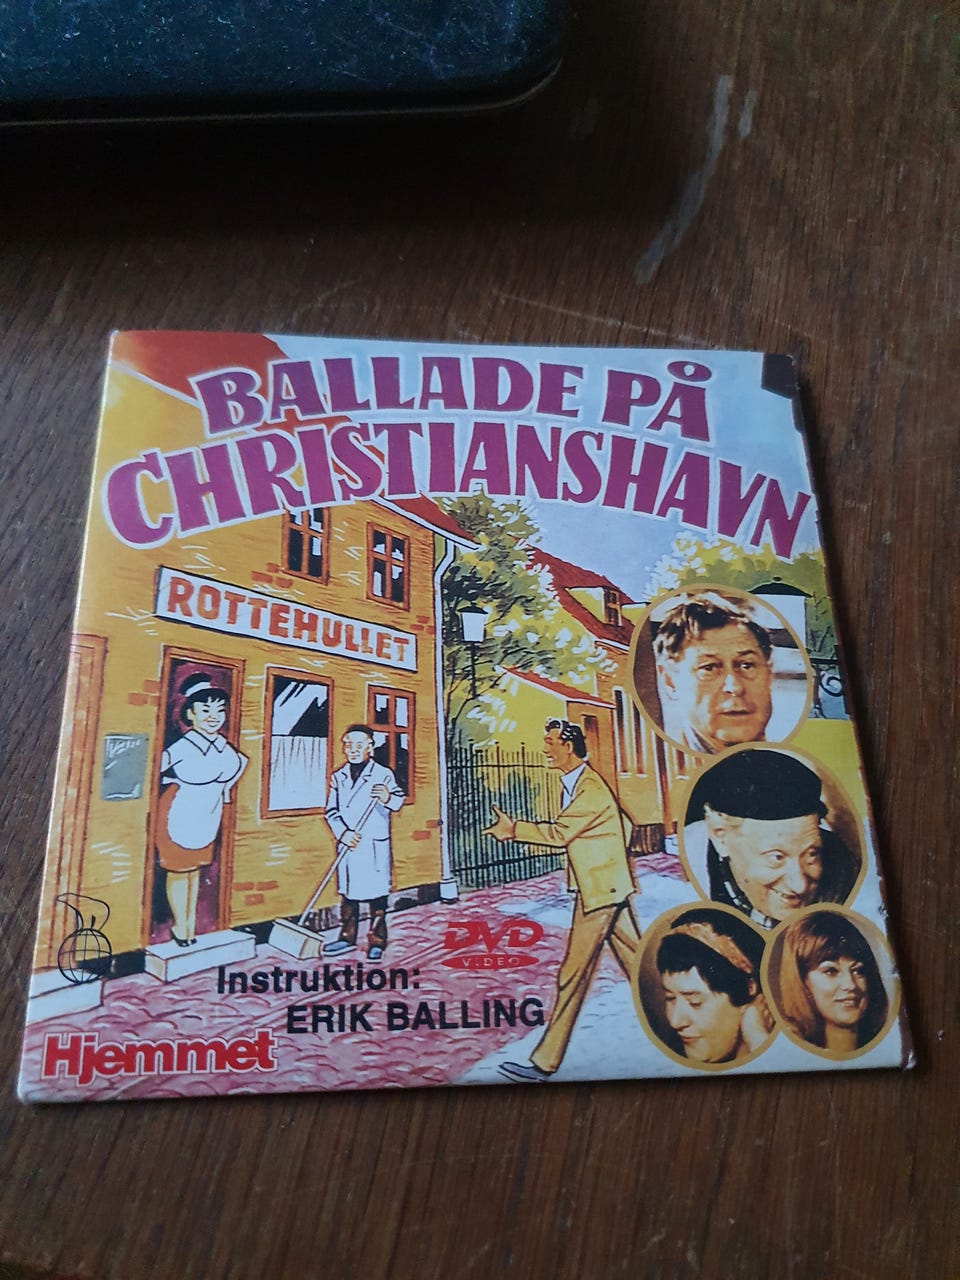 BALLADE PÅ
CHRISTIANSHAVN
ROTTEHULLET
DVD
VIDEO
Instruktion:
ERIK BALLING
Hjemmet